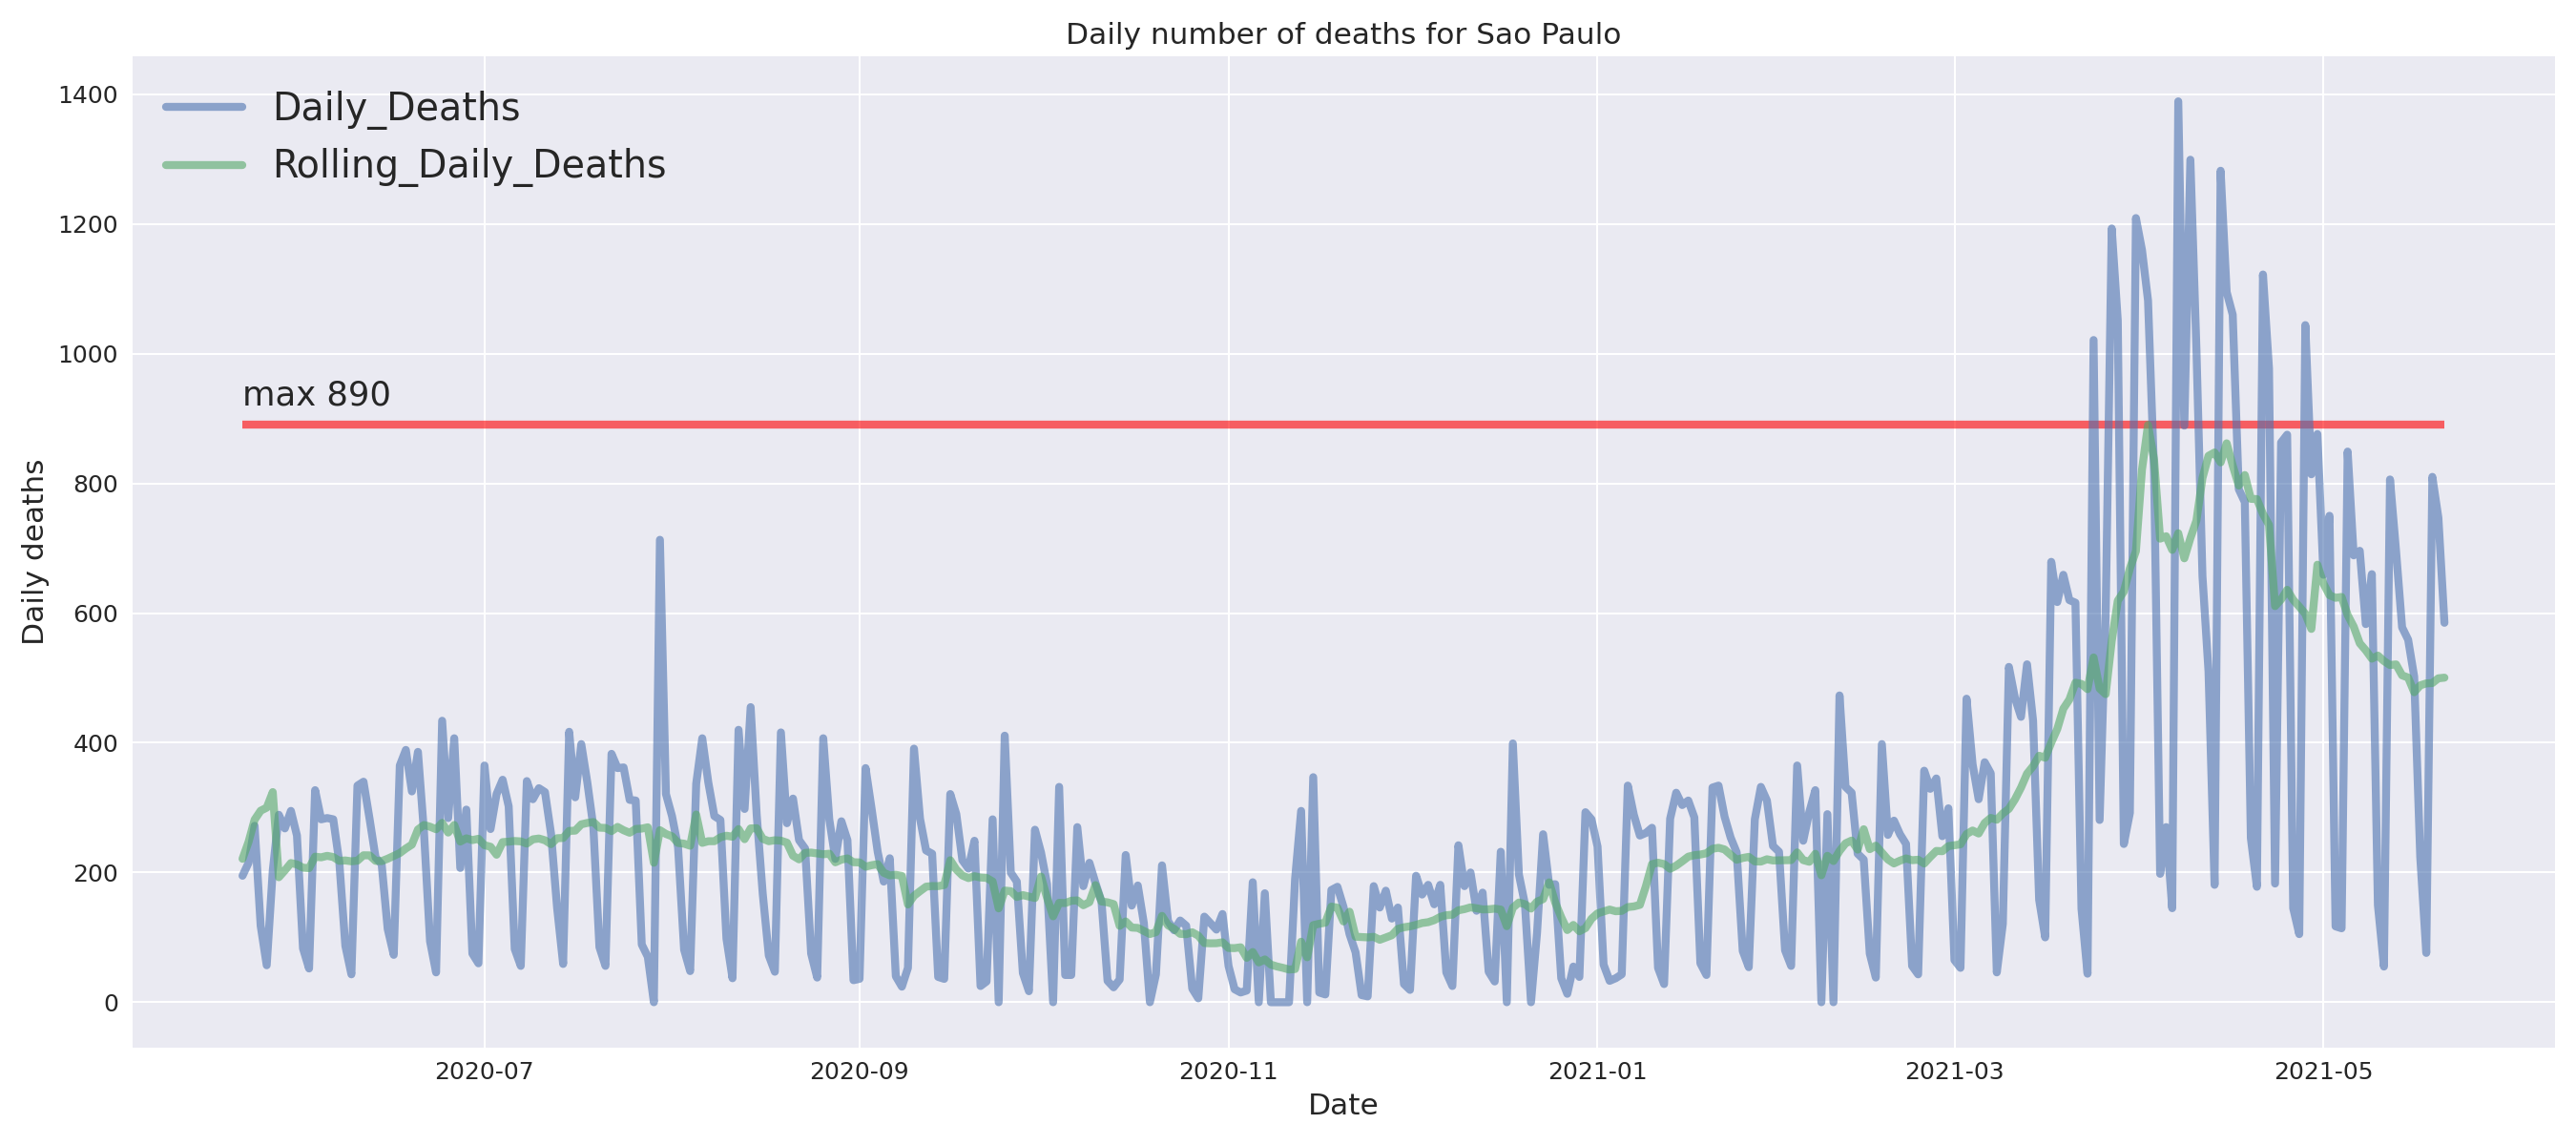 Daily number of deaths for Sao Paulo
Daily_Deaths
Rolling_Daily_Deaths
max 890
Daily deaths
1400
1200
1000
800
600
400
200
0
2020-07
2020-09
2020-11
2021-01
2021-03
2021-05
Date